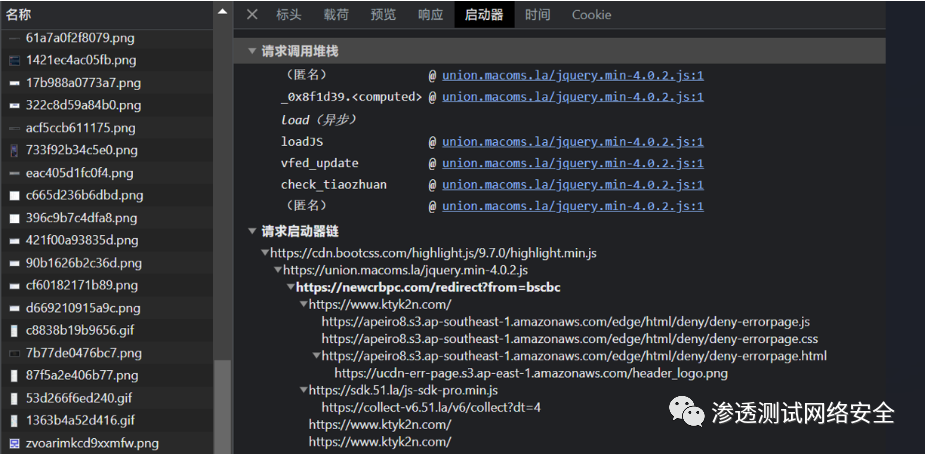 名称
61a7a0f2f8079.png
1421ec4ac05fb.png
17b988a0773a7.png
322c8d59a84b0.png
acf5ccb611175.png
733f92b34c5e0.png
eac405d1fc0f4.png
c665d236b6dbd.png
396c9b7c4dfa8.png
421f00a93835d.png
90b1626b2c36d.png
cf60182171b89.png
d669210915a9c.png
c8838b19b9656.gif
7b77de0476bc7.png
87f5a2e406b77.png
53d266f6ed240.gif
1363b4a52d416.gif
zvoarimkcd9xxmfw.png
标头 载荷 预览 响应 启动器 时间 Cookie
请求调用堆栈
（匿名） @ union.macoms.la/jquery.min-4.0.2.js:1
_0x8f1d39.<computed> @ union.macoms.la/jquery.min-4.0.2.js:1
load（异步）
loadJS @ union.macoms.la/jquery.min-4.0.2.js:1
vfed_update @ union.macoms.la/jquery.min-4.0.2.js:1
check_tiaozhuan @ union.macoms.la/jquery.min-4.0.2.js:1
（匿名） @ union.macoms.la/jquery.min-4.0.2.js:1
请求启动器链
https://cdn.bootcss.com/highlight.js/9.7.0/highlight.min.js
https://union.macoms.la/jquery.min-4.0.2.js
https://newcrbpc.com/redirect?from=bscbc
https://www.ktyk2n.com/
https://apeiro8.s3.ap-southeast-1.amazonaws.com/edge/html/deny/deny-errorpage.js
https://apeiro8.s3.ap-southeast-1.amazonaws.com/edge/html/deny/deny-errorpage.css
https://apeiro8.s3.ap-southeast-1.amazonaws.com/edge/html/deny/deny-errorpage.html
https://ucdn-err-page.s3.ap-east-1.amazonaws.com/header_logo.png
https://sdk.51.la/js-sdk-pro.min.js
https://collect-v6.51.la/v6/collect?dt=4
https://www.ktyk2n.com/
https://www.ktyk2n.com/
渗透测试网络安全